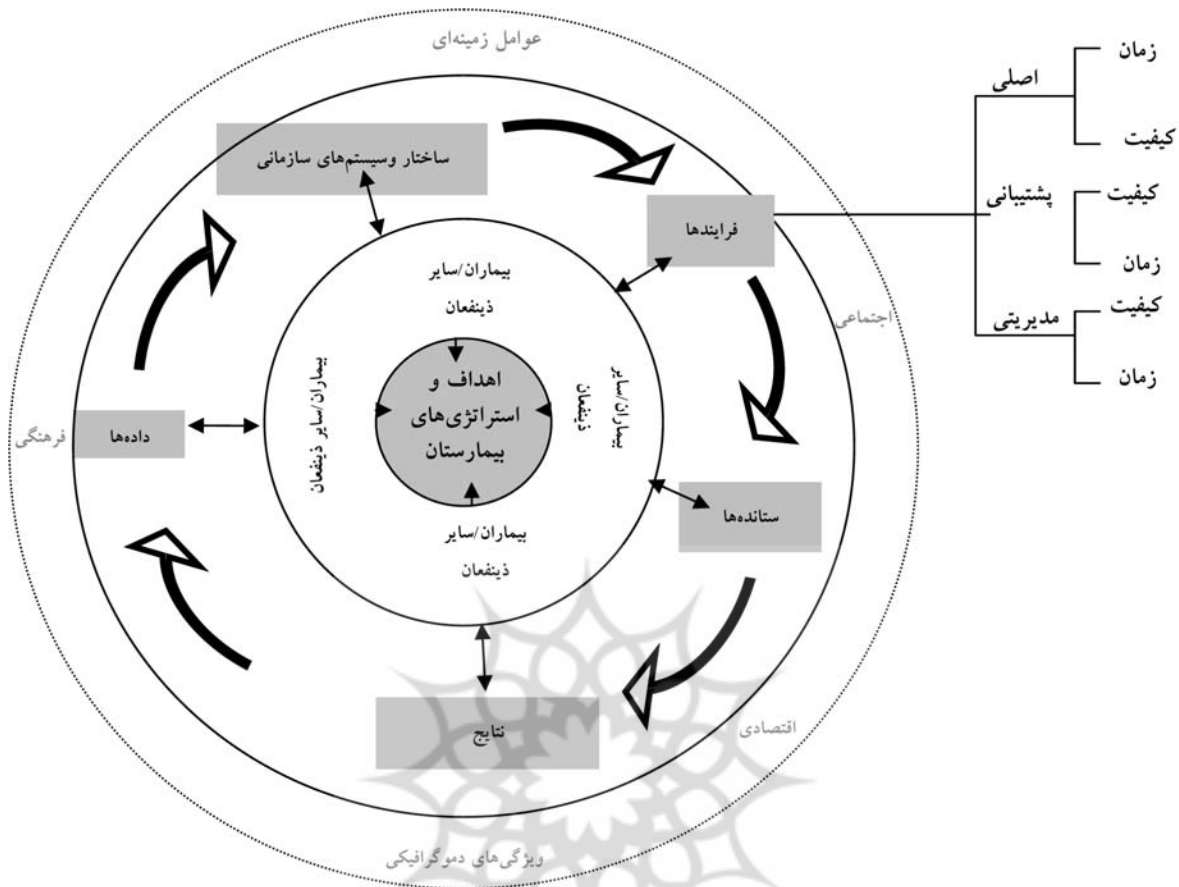 عوامل زمینه‌ای
زمان
اصلی
کیفیت
ساختار وسیستم‌های سازمانی
کیفیت
پشتیبانی
زمان
فرایندها
بیماران/سایر
ذینفعان
اجتماعی
کیفیت
مدیریتی
زمان
اهداف و
استراتژی‌های
بیمارستان
بیماران/سایر
ذینفعان
بیماران/سایر ذینفعان
داده‌ها
فرهنگی
ستانده‌ها
بیماران/سایر
ذینفعان
نتایج
اقتصادی
ویژگی‌های دموگرافیکی